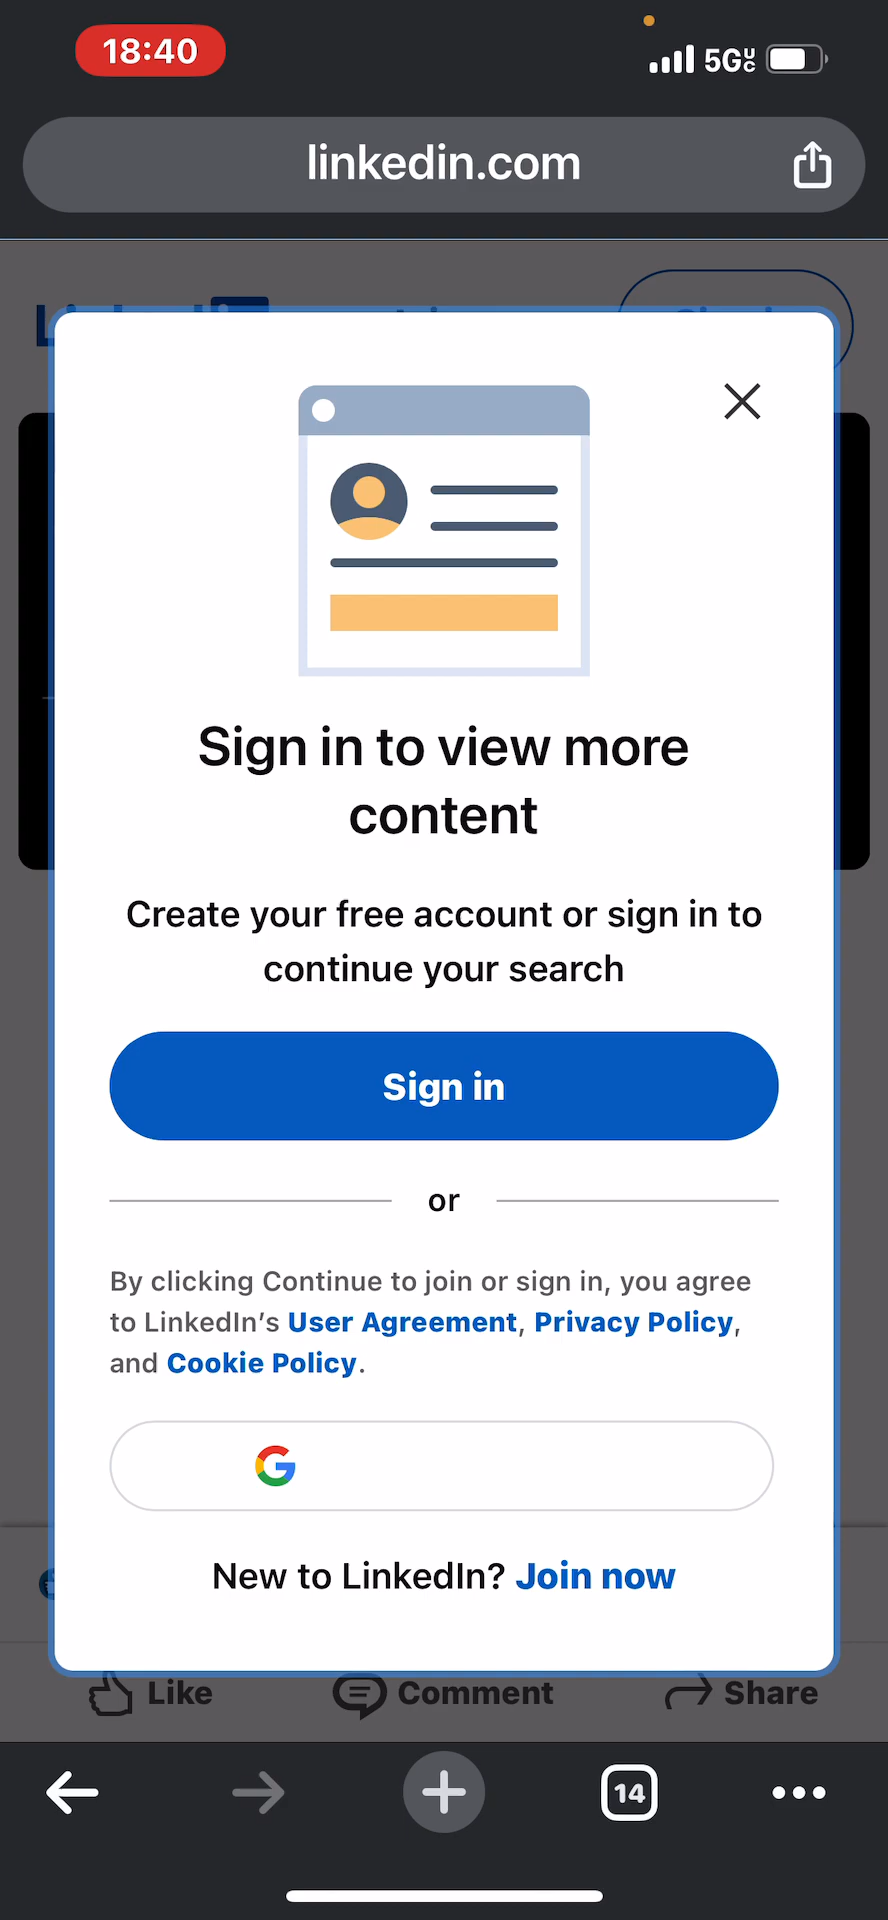 18:40
5GUC
linkedin.com
Sign in to view more
content
Create your free account or sign in to
continue your search
Sign in
or
By clicking Continue to join or sign in, you agree
to LinkedIn’s User Agreement, Privacy Policy,
and Cookie Policy.
New to LinkedIn? Join now
Like
Comment
Share
14